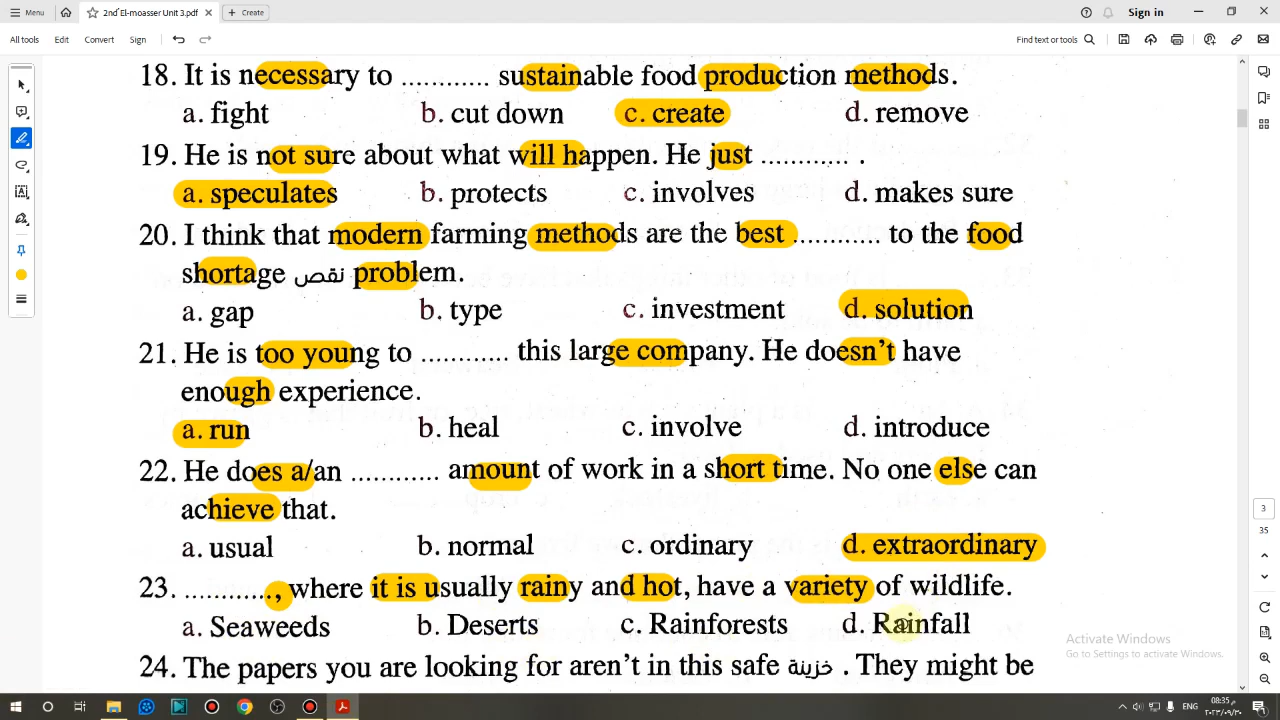 Menu
2nd El-moasser Unit 3.pdf
Create
Sign in
All tools Edit Convert Sign
Find text or tools
18. It is necessary to ............ sustainable food production methods.
a. fight b. cut down c. create d. remove
19. He is not sure about what will happen. He just ............ .
a. speculates b. protects c. involves d. makes sure
20. I think that modern farming methods are the best ............ to the food
shortage نقص problem.
a. gap b. type c. investment d. solution
21. He is too young to ............ this large company. He doesn't have
enough experience.
a. run b. heal c. involve d. introduce
22. He does a/an ............ amount of work in a short time. No one else can
achieve that.
a. usual b. normal c. ordinary d. extraordinary
23. ............, where it is usually rainy and hot, have a variety of wildlife.
a. Seaweeds b. Deserts c. Rainforests d. Rainfall
24. The papers you are looking for aren't in this safe خزينة . They might be
3
35
Activate Windows
Go to Settings to activate Windows.
ENG
08:35 م
٢٠٢٣/٠٩/٣٠